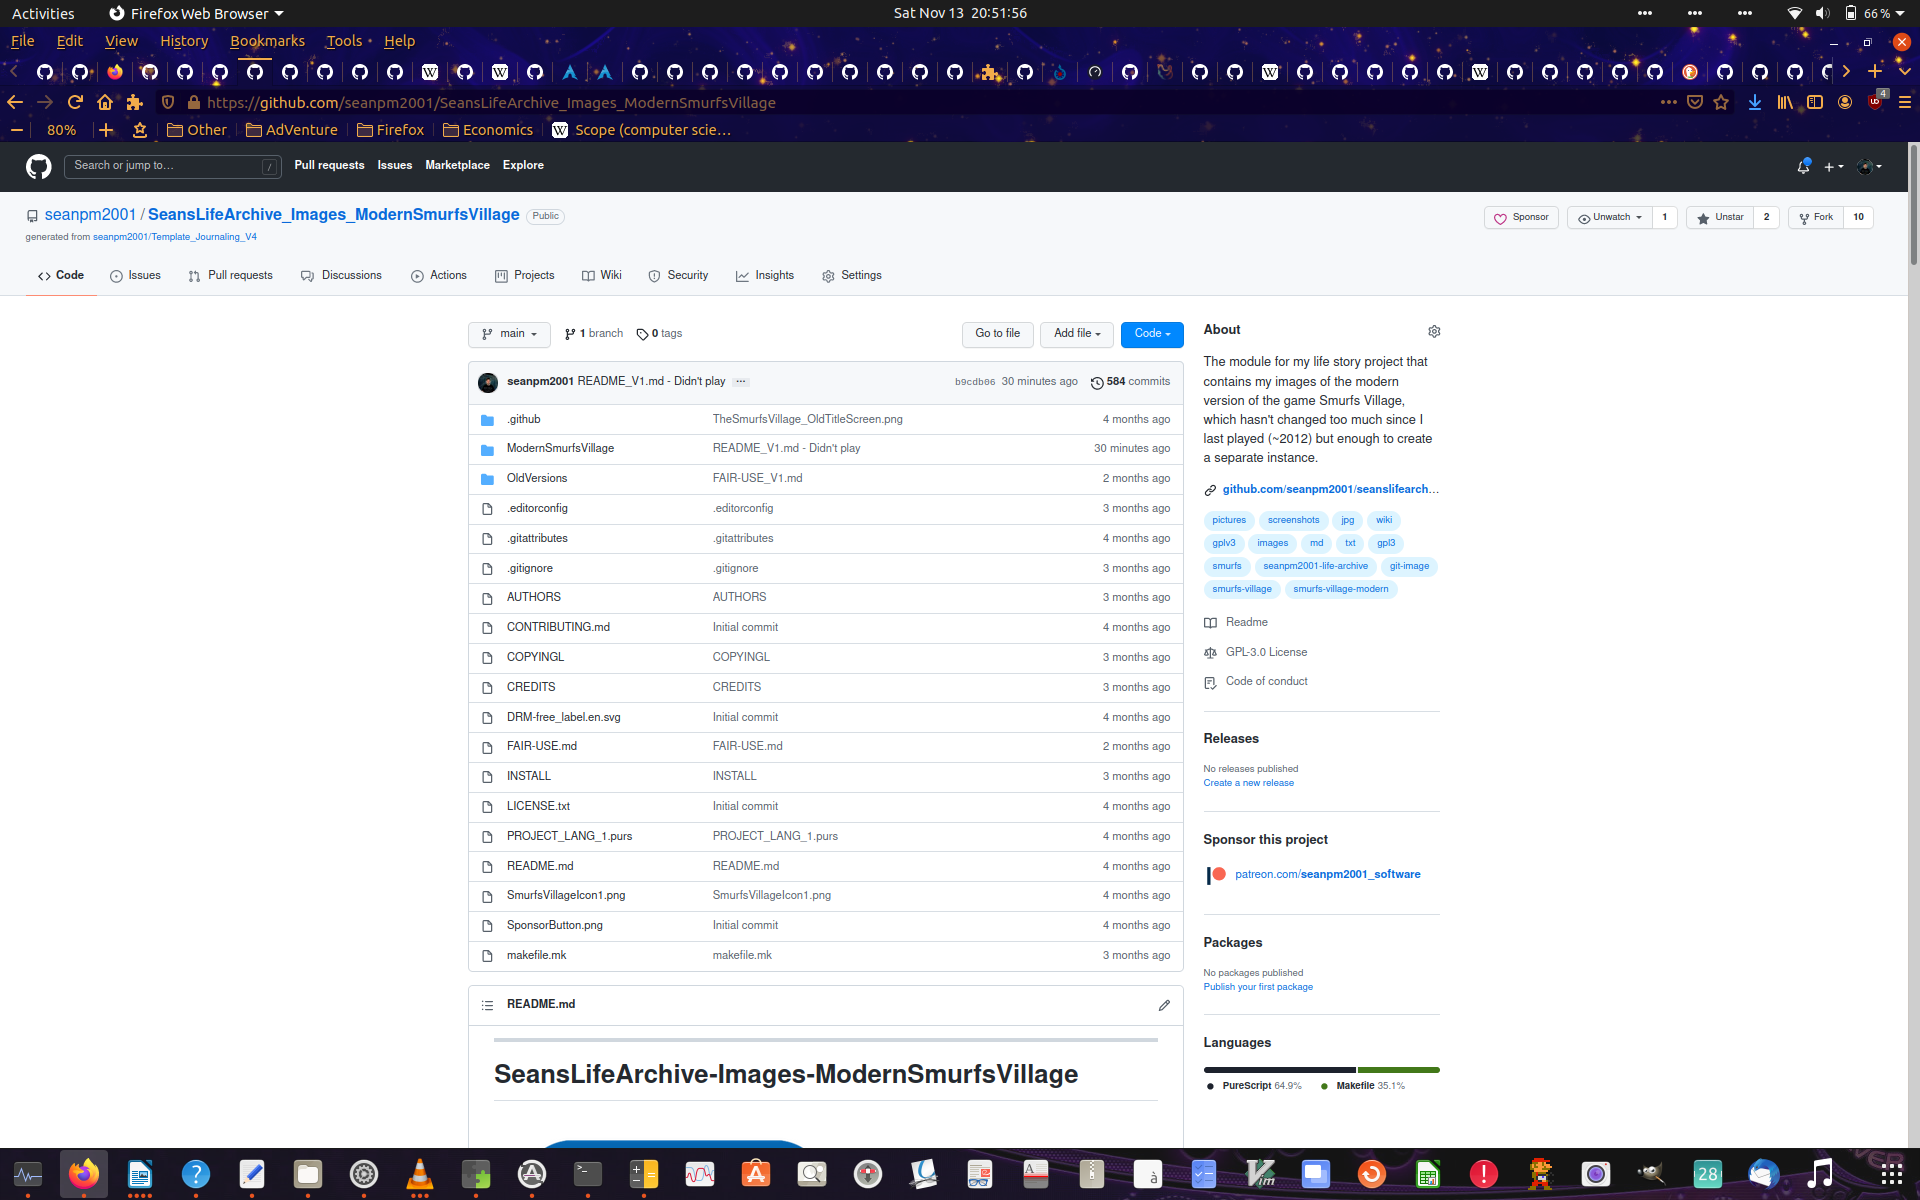 Activities Firefox Web Browser Sat Nov 13 20:51:56 66 %
File Edit View History Bookmarks Tools Help
https://github.com/seanpm2001/SeansLifeArchive_Images_ModernSmurfsVillage 4
80% Other AdVenture Firefox Economics Scope (computer scie…
Search or jump to… / Pull requests Issues Marketplace Explore
seanpm2001 / SeansLifeArchive_Images_ModernSmurfsVillage Public Sponsor Unwatch 1 Unstar 2 Fork 10
generated from seanpm2001/Template_Journaling_V4
Code Issues Pull requests Discussions Actions Projects Wiki Security Insights Settings
main 1 branch 0 tags Go to file Add file Code
seanpm2001 README_V1.md - Didn't play … b9cdb06 30 minutes ago 584 commits
.github TheSmurfsVillage_OldTitleScreen.png 4 months ago
ModernSmurfsVillage README_V1.md - Didn't play 30 minutes ago
OldVersions FAIR-USE_V1.md 2 months ago
.editorconfig .editorconfig 3 months ago
.gitattributes .gitattributes 4 months ago
.gitignore .gitignore 3 months ago
AUTHORS AUTHORS 3 months ago
CONTRIBUTING.md Initial commit 4 months ago
COPYINGL COPYINGL 3 months ago
CREDITS CREDITS 3 months ago
DRM-free_label.en.svg Initial commit 4 months ago
FAIR-USE.md FAIR-USE.md 2 months ago
INSTALL INSTALL 3 months ago
LICENSE.txt Initial commit 4 months ago
PROJECT_LANG_1.purs PROJECT_LANG_1.purs 4 months ago
README.md README.md 4 months ago
SmurfsVillageIcon1.png SmurfsVillageIcon1.png 4 months ago
SponsorButton.png Initial commit 4 months ago
makefile.mk makefile.mk 3 months ago
README.md
SeansLifeArchive-Images-ModernSmurfsVillage
About
The module for my life story project that
contains my images of the modern
version of the game Smurfs Village,
which hasn't changed too much since I
last played (~2012) but enough to create
a separate instance.
github.com/seanpm2001/seanslifearch…
pictures screenshots jpg wiki
gplv3 images md txt gpl3
smurfs seanpm2001-life-archive git-image
smurfs-village smurfs-village-modern
Readme
GPL-3.0 License
Code of conduct
Releases
No releases published
Create a new release
Sponsor this project
patreon.com/seanpm2001_software
Packages
No packages published
Publish your first package
Languages
PureScript 64.9% Makefile 35.1%
28